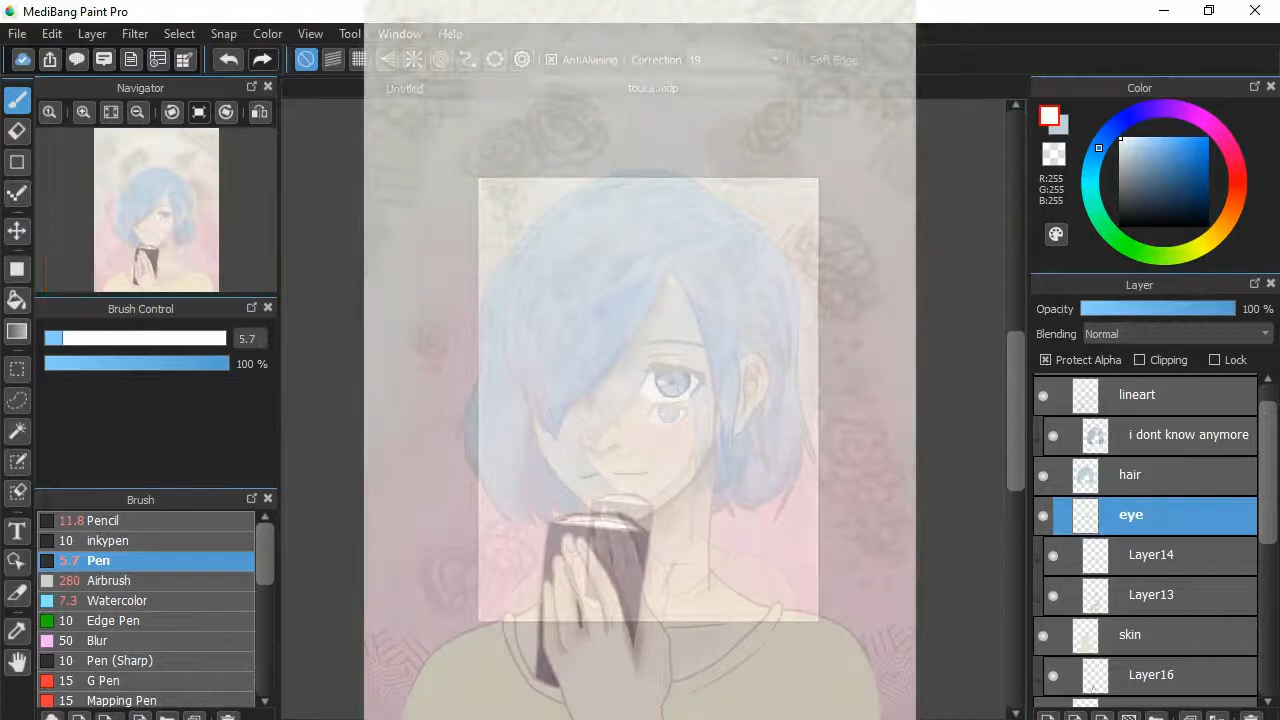 MediBang Paint Pro
File Edit Layer Filter Select Snap Color View Tool Window Help
AntiAliasing Correction 19 Soft Edge
Untitled touka.mdp
Navigator
Brush Control
5.7
100 %
Brush
11.8 Pencil
10 inkypen
5.7 Pen
280 Airbrush
7.3 Watercolor
10 Edge Pen
50 Blur
10 Pen (Sharp)
15 G Pen
15 Mapping Pen
Color
R:255
G:255
B:255
Layer
Opacity 100 %
Blending Normal
Protect Alpha Clipping Lock
lineart
i dont know anymore
hair
eye
Layer14
Layer13
skin
Layer16